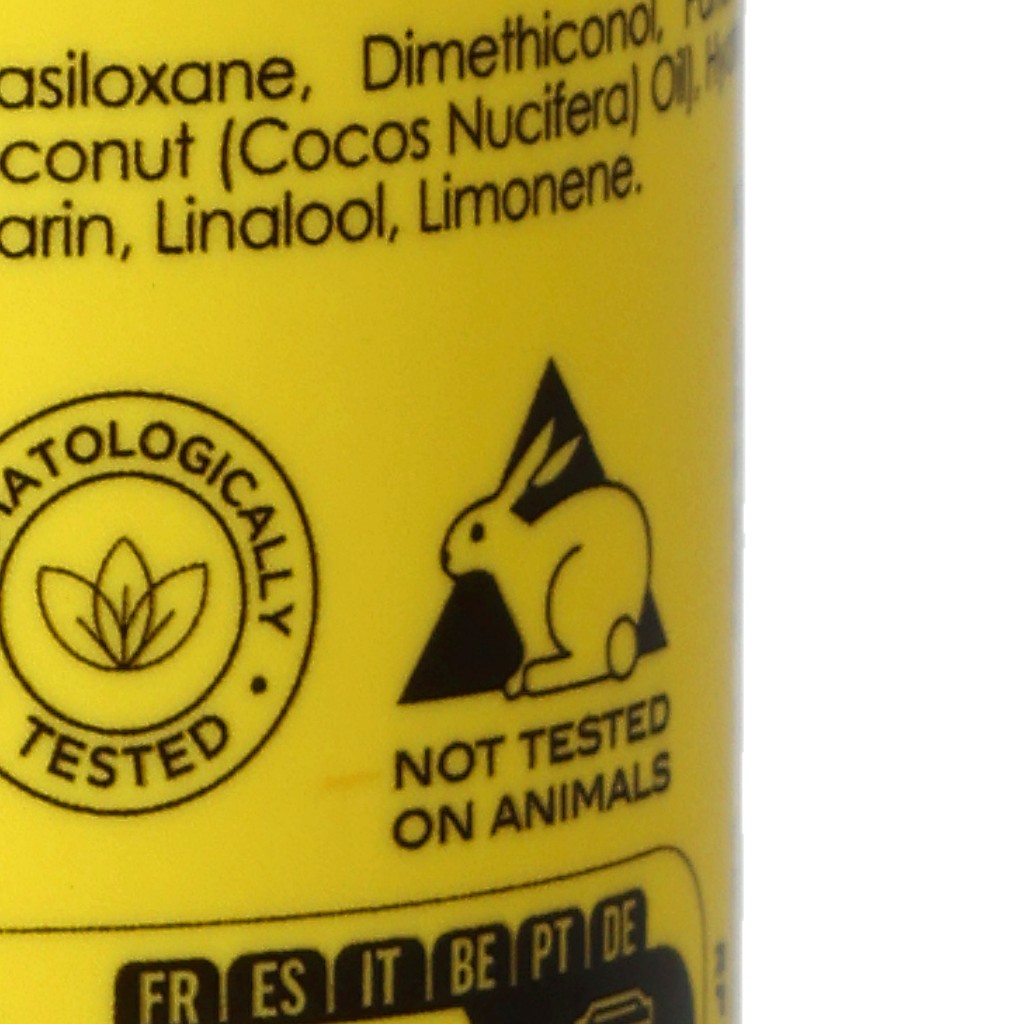 asiloxane, Dimethiconol,
conut (Cocos Nucifera) Oil),
arin, Linalool, Limonene.
MATOLOGICALLY •
TESTED
NOT TESTED
ON ANIMALS
FR ES IT BE PT DE